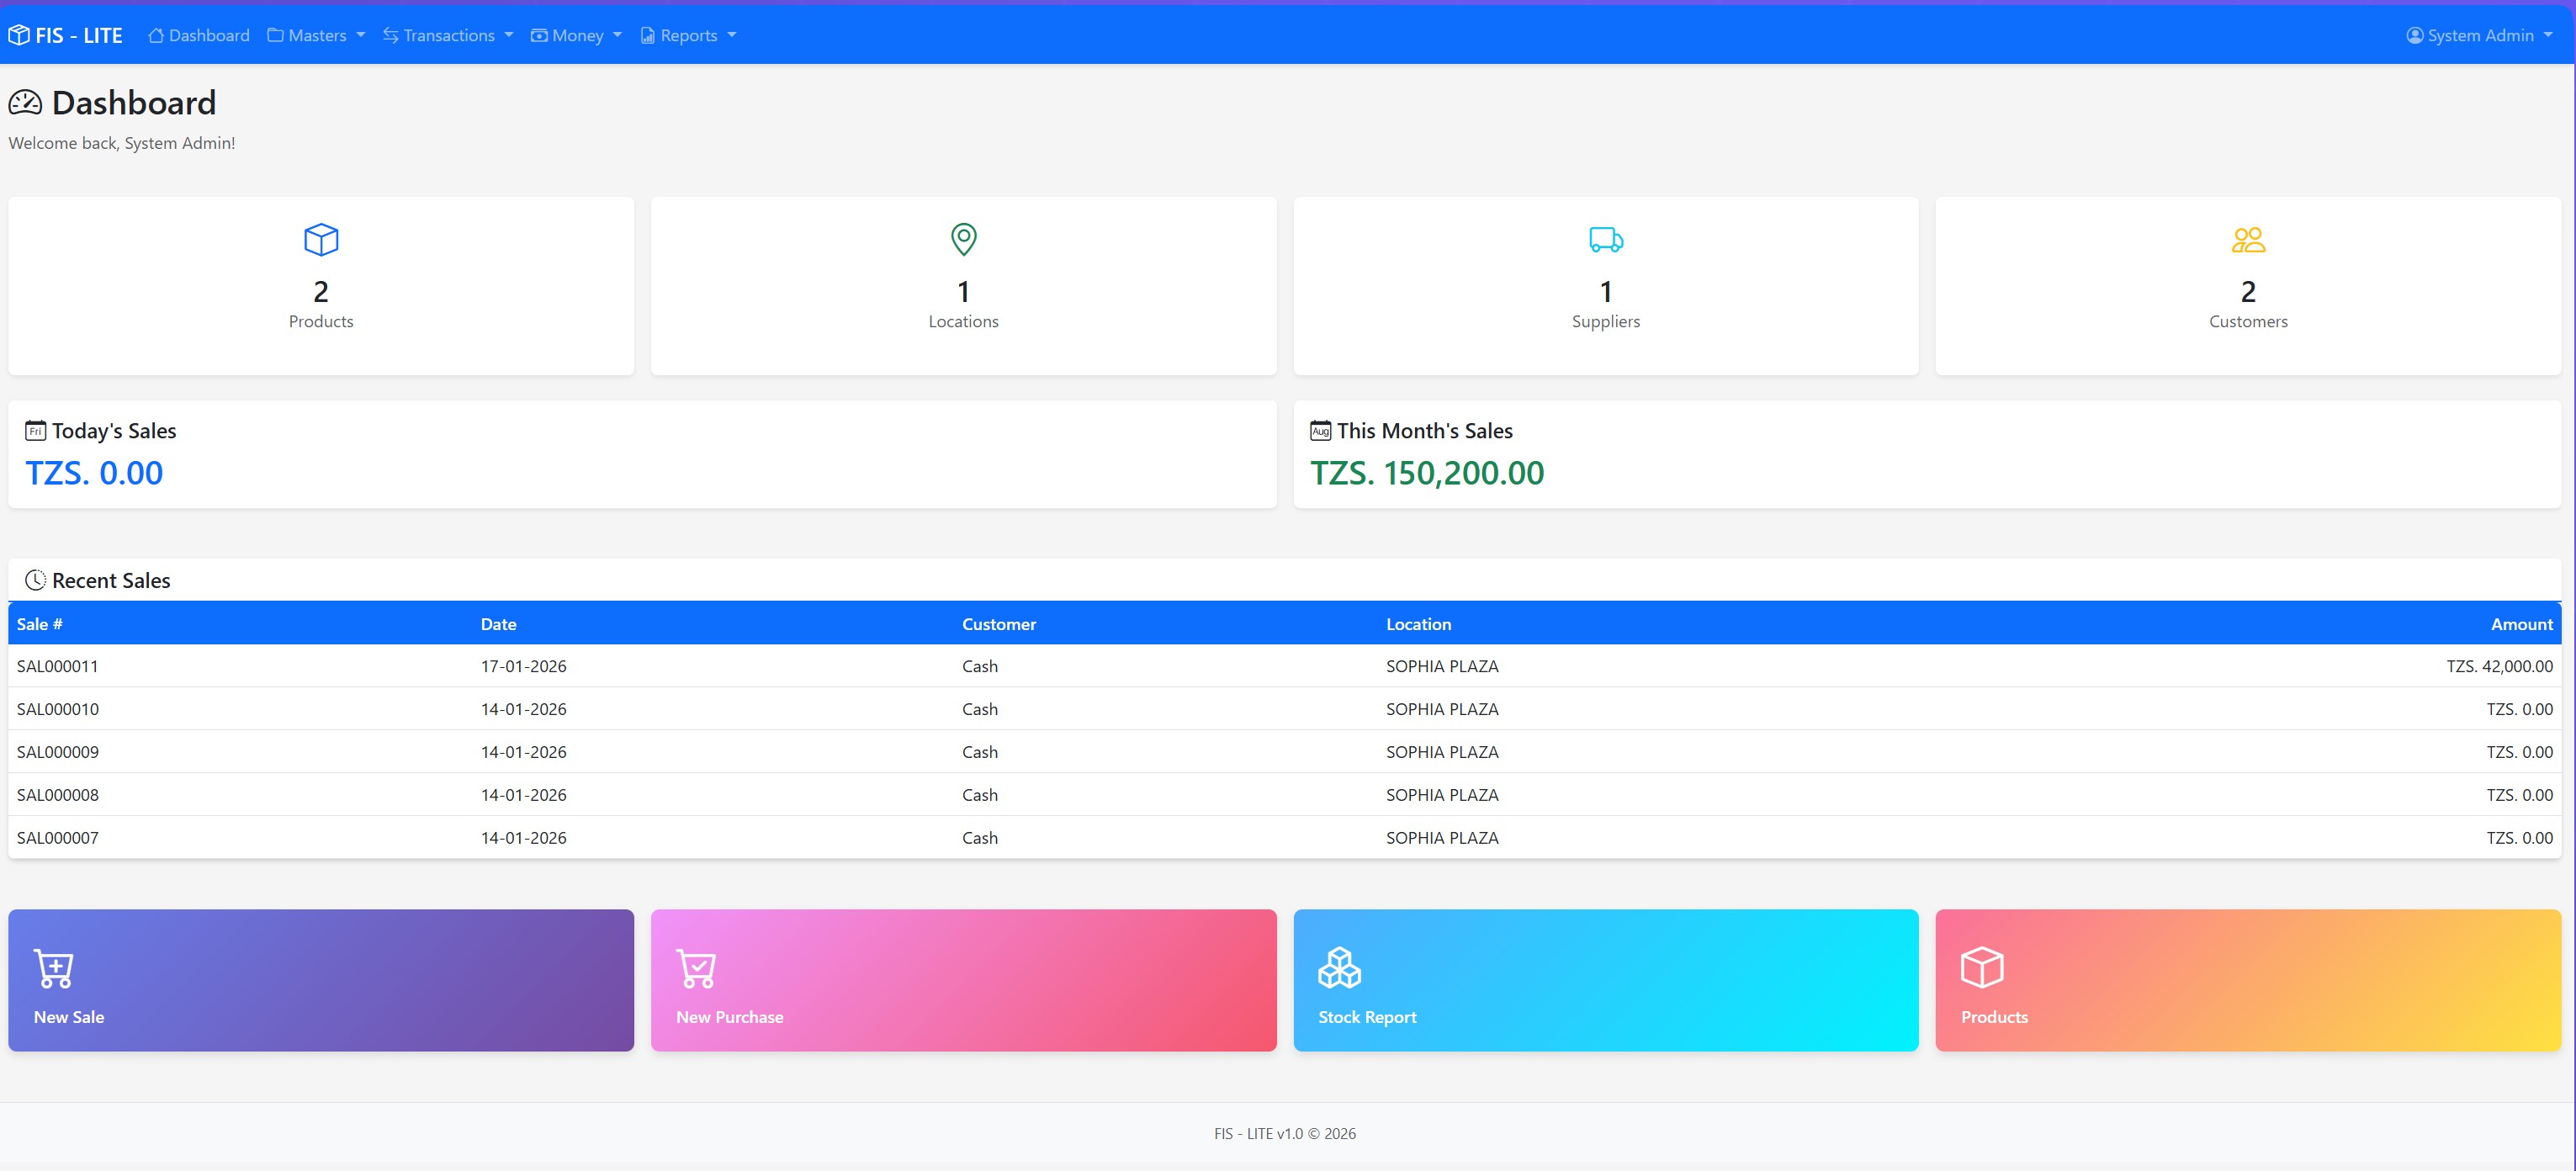 FIS - LITE Dashboard Masters Transactions Money Reports System Admin
Dashboard
Welcome back, System Admin!
2 1 1 2
Products Locations Suppliers Customers
Fri Today's Sales Aug This Month's Sales
TZS. 0.00 TZS. 150,200.00
Recent Sales
Sale # Date Customer Location Amount
SAL000011 17-01-2026 Cash SOPHIA PLAZA TZS. 42,000.00
SAL000010 14-01-2026 Cash SOPHIA PLAZA TZS. 0.00
SAL000009 14-01-2026 Cash SOPHIA PLAZA TZS. 0.00
SAL000008 14-01-2026 Cash SOPHIA PLAZA TZS. 0.00
SAL000007 14-01-2026 Cash SOPHIA PLAZA TZS. 0.00
New Sale New Purchase Stock Report Products
FIS - LITE v1.0 © 2026